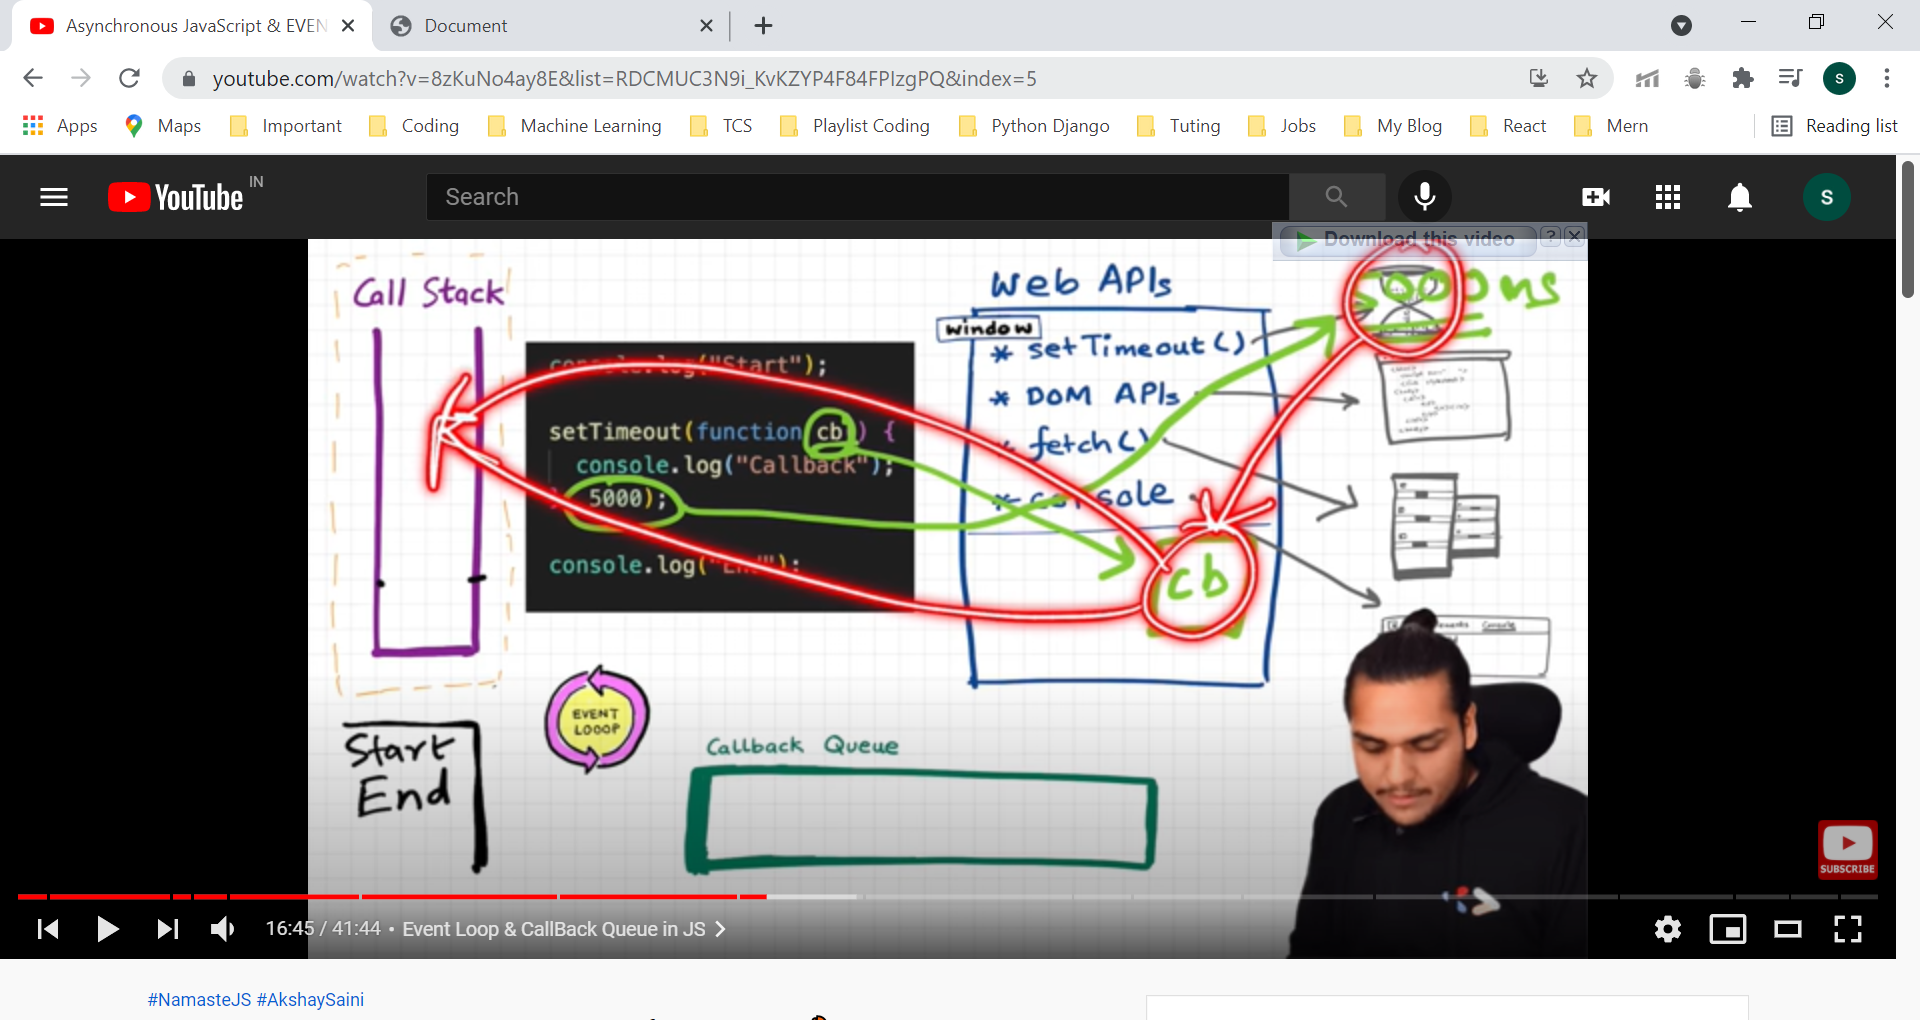 Asynchronous JavaScript & EVEN
Document
youtube.com/watch?v=8zKuNo4ay8E&list=RDCMUC3N9i_KvKZYP4F84FPIzgPQ&index=5
S
Apps
Maps
Important
Coding
Machine Learning
TCS
Playlist Coding
Python Django
Tuting
Jobs
My Blog
React
Mern
Reading list
YouTube IN
Search
S
Download this video ?
Call Stack
Web APIs
5000 ms
window
* setTimeout()
* DOM APIs
* fetch()
* console
console.log("Start");
setTimeout(function cb() {
console.log("Callback");
}, 5000);
console.log("End");
cb
Console
EVENT
LOOOP
Callback Queue
Start
End
SUBSCRIBE
16:45 / 41:44 • Event Loop & CallBack Queue in JS
#NamasteJS #AkshaySaini